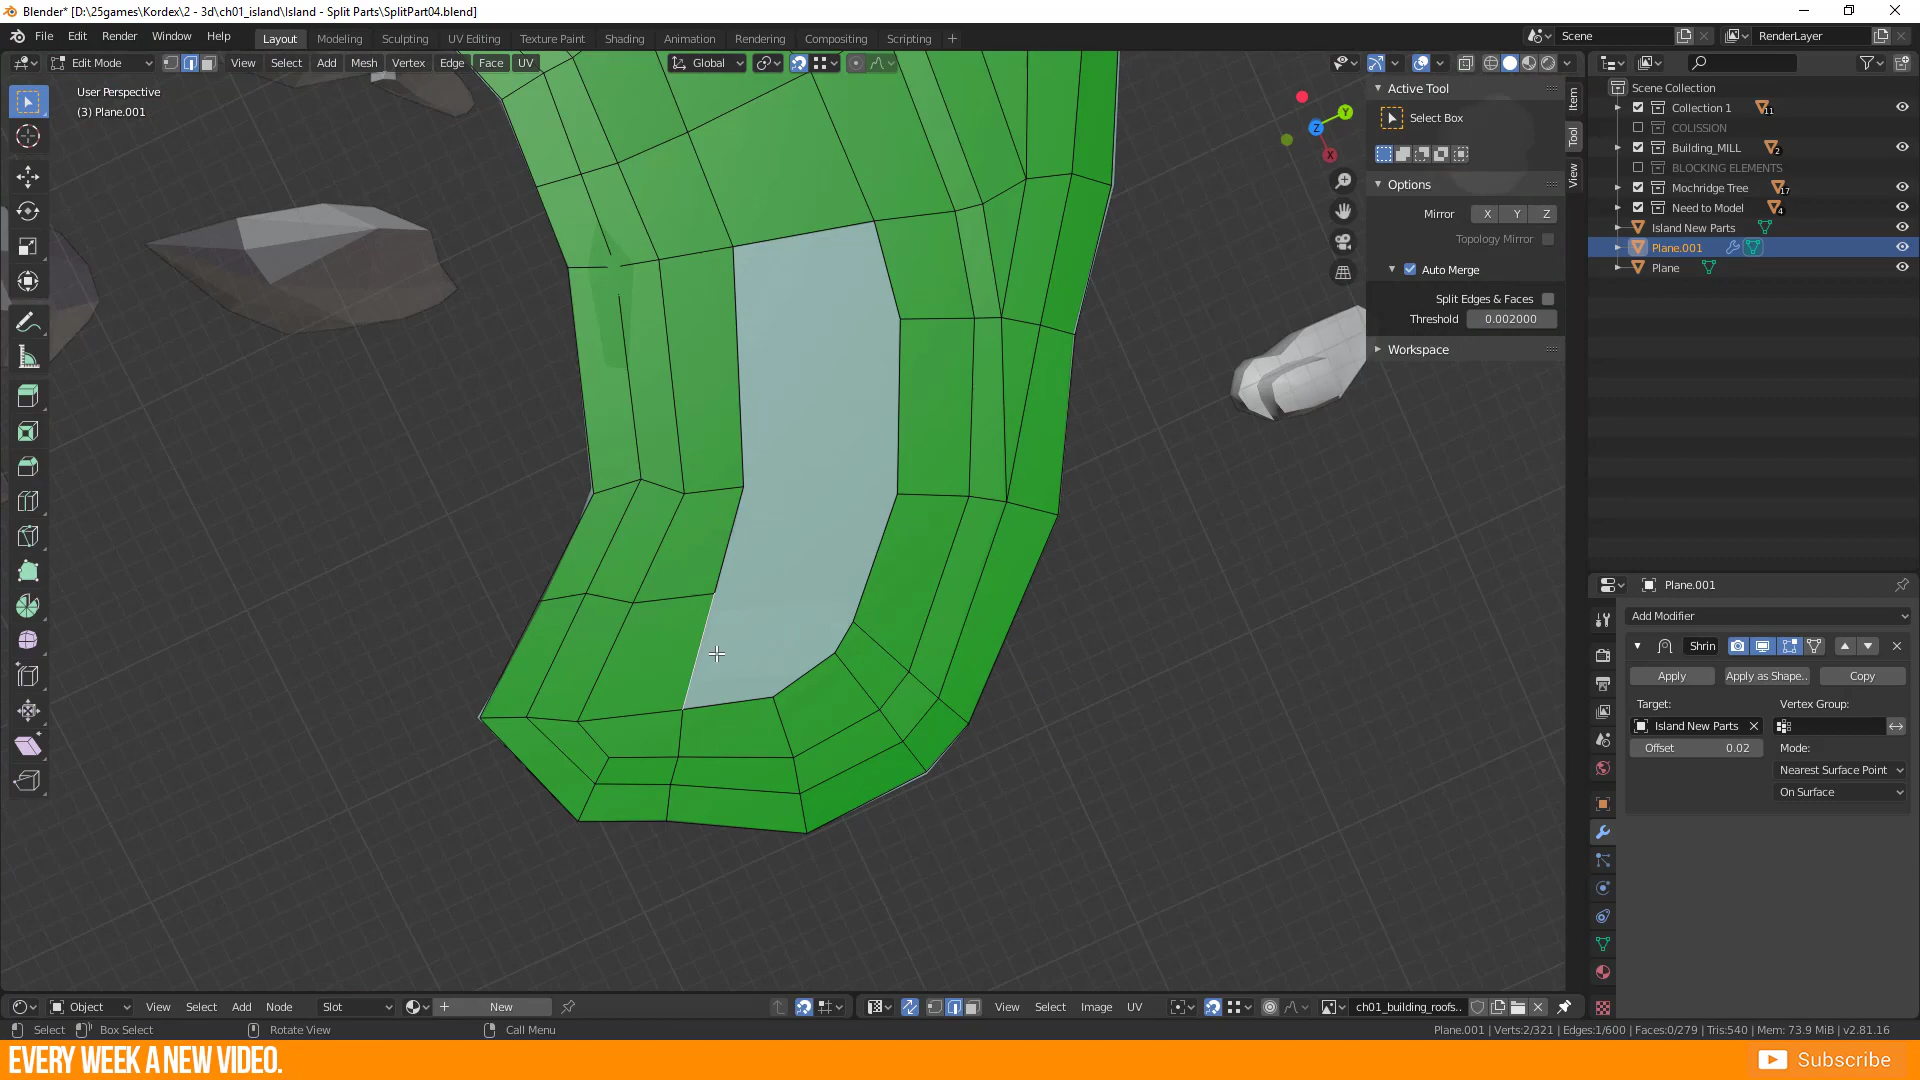 Blender* [D:\25games\Kordex\2 - 3d\ch01_island\Island - Split Parts\SplitPart04.blend]
File Edit Render Window Help Layout Modeling Sculpting UV Editing Texture Paint Shading Animation Rendering Compositing Scripting Scene RenderLayer
Edit Mode View Select Add Mesh Vertex Edge Face UV Global
User Perspective
(3) Plane.001
Active Tool
Select Box
Options
Mirror X Y Z
Topology Mirror
Auto Merge
Split Edges & Faces
Threshold 0.002000
Workspace
Item
Tool
View
Y
Z
X
Scene Collection
Collection 1 11
COLISSION
Building_MILL 2
BLOCKING ELEMENTS
Mochridge Tree 17
Need to Model 4
Island New Parts
Plane.001
Plane
Plane.001
Add Modifier
Shrin
Apply Apply as Shape.. Copy
Target: Vertex Group:
Island New Parts
Offset 0.02 Mode:
Nearest Surface Point
On Surface
Object View Select Add Node Slot New View Select Image UV ch01_building_roofs..
Select Box Select Rotate View Call Menu Plane.001 | Verts:2/321 | Edges:1/600 | Faces:0/279 | Tris:540 | Mem: 73.9 MiB | v2.81.16
EVERY WEEK A NEW VIDEO. Subscribe